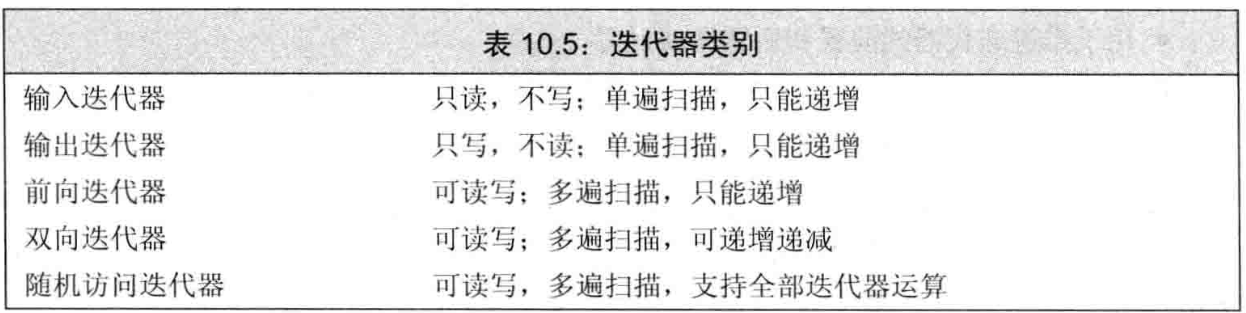 表 10.5：迭代器类别
输入迭代器 只读，不写；单遍扫描，只能递增
输出迭代器 只写，不读；单遍扫描，只能递增
前向迭代器 可读写；多遍扫描，只能递增
双向迭代器 可读写；多遍扫描，可递增递减
随机访问迭代器 可读写，多遍扫描，支持全部迭代器运算